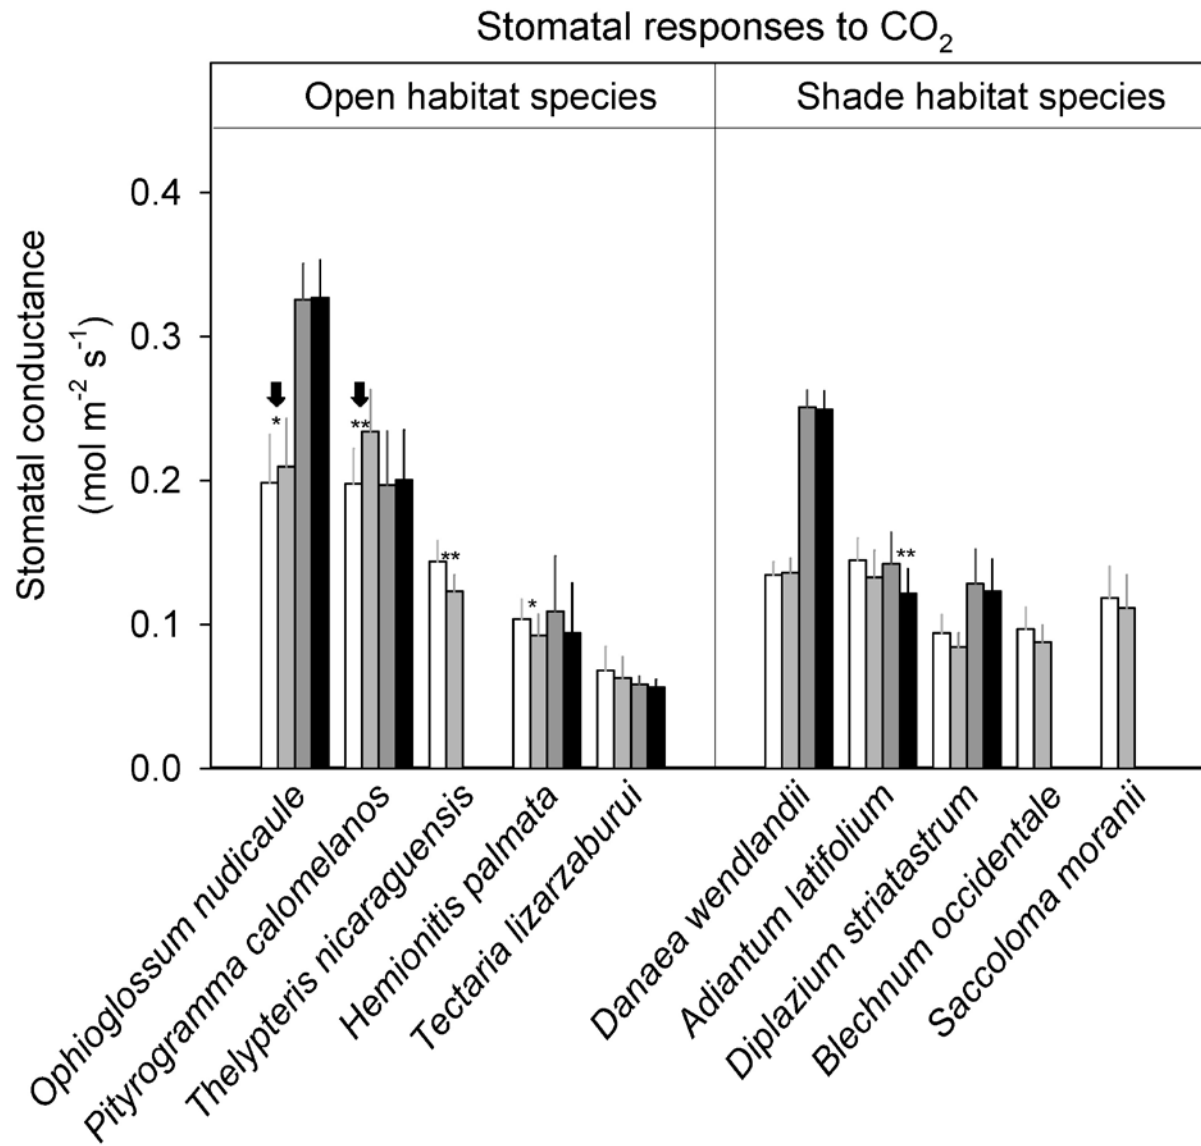 Stomatal responses to CO2
Open habitat species
Shade habitat species
Stomatal conductance
(mol m-2 s-1)
0.4
0.3
0.2
0.1
0.0
*
**
**
*
**
Ophioglossum nudicaule
Pityrogramma calomelanos
Thelypteris nicaraguensis
Hemionitis palmata
Tectaria lizarzaburui
Danaea wendlandii
Adiantum latifolium
Diplazium striatastrum
Blechnum occidentale
Saccoloma moranii